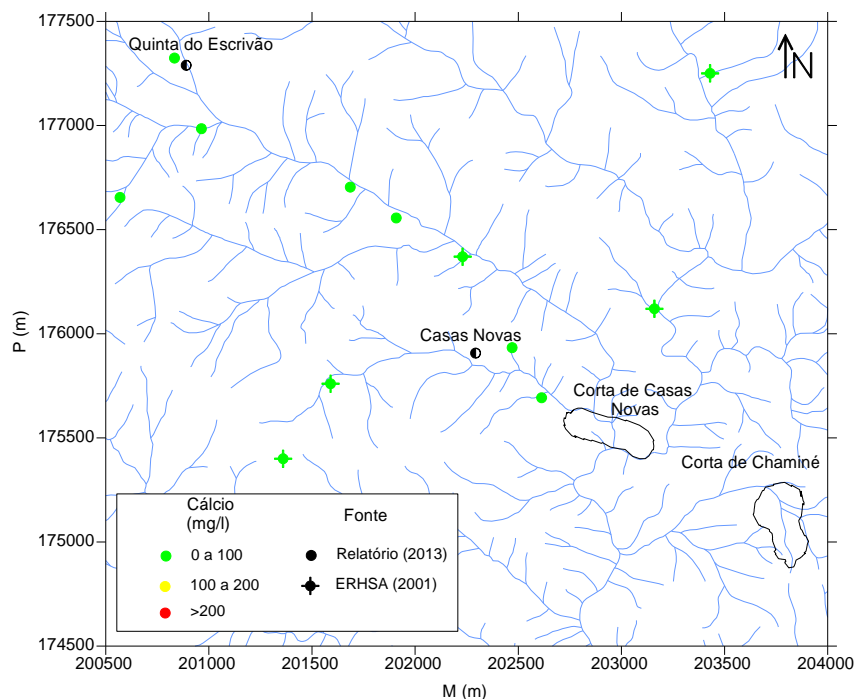 177500
Quinta do Escrivão
N
177000
176500
P (m)
176000
Casas Novas
Corta de Casas
Novas
175500
Corta de Chaminé
Cálcio
(mg/l)
Fonte
0 a 100
Relatório (2013)
175000
100 a 200
ERHSA (2001)
>200
174500
200500 201000 201500 202000 202500 203000 203500 204000
M (m)